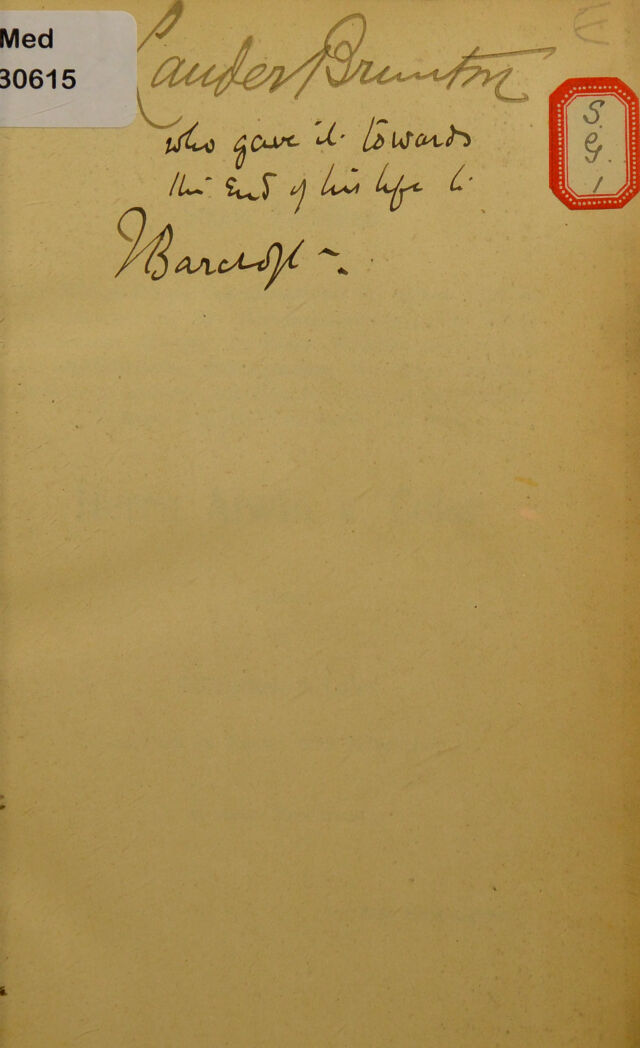 Med
30615
Lauder Brunton
who gave it towards
the End of his life to
J Barcroft
E
S.
G.
1